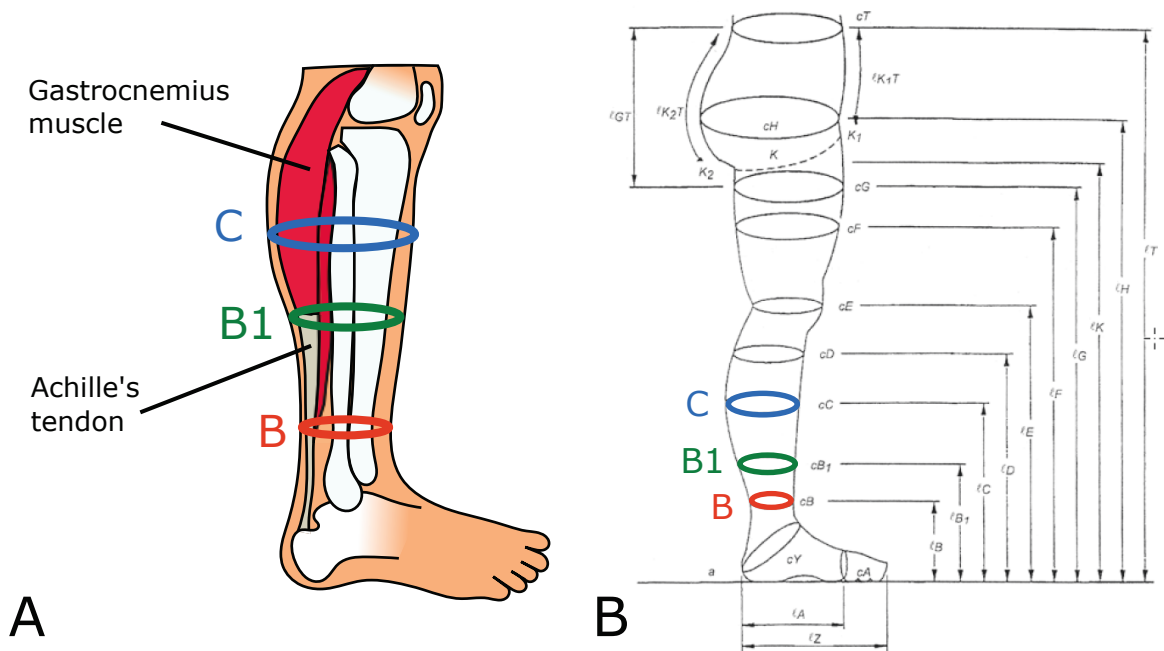 Gastrocnemius
muscle
C
B1
Achille's
tendon
B
A
cT
ℓK₁T
ℓK₂T
ℓGT
cH
K₁
K
K₂
cG
cF
ℓT
ℓH
cE
ℓK
ℓG
cD
ℓF
C
cC
ℓE
B1
cB₁
ℓD
ℓC
B
cB
ℓB₁
ℓB
cY
cA
a
ℓA
ℓZ
B